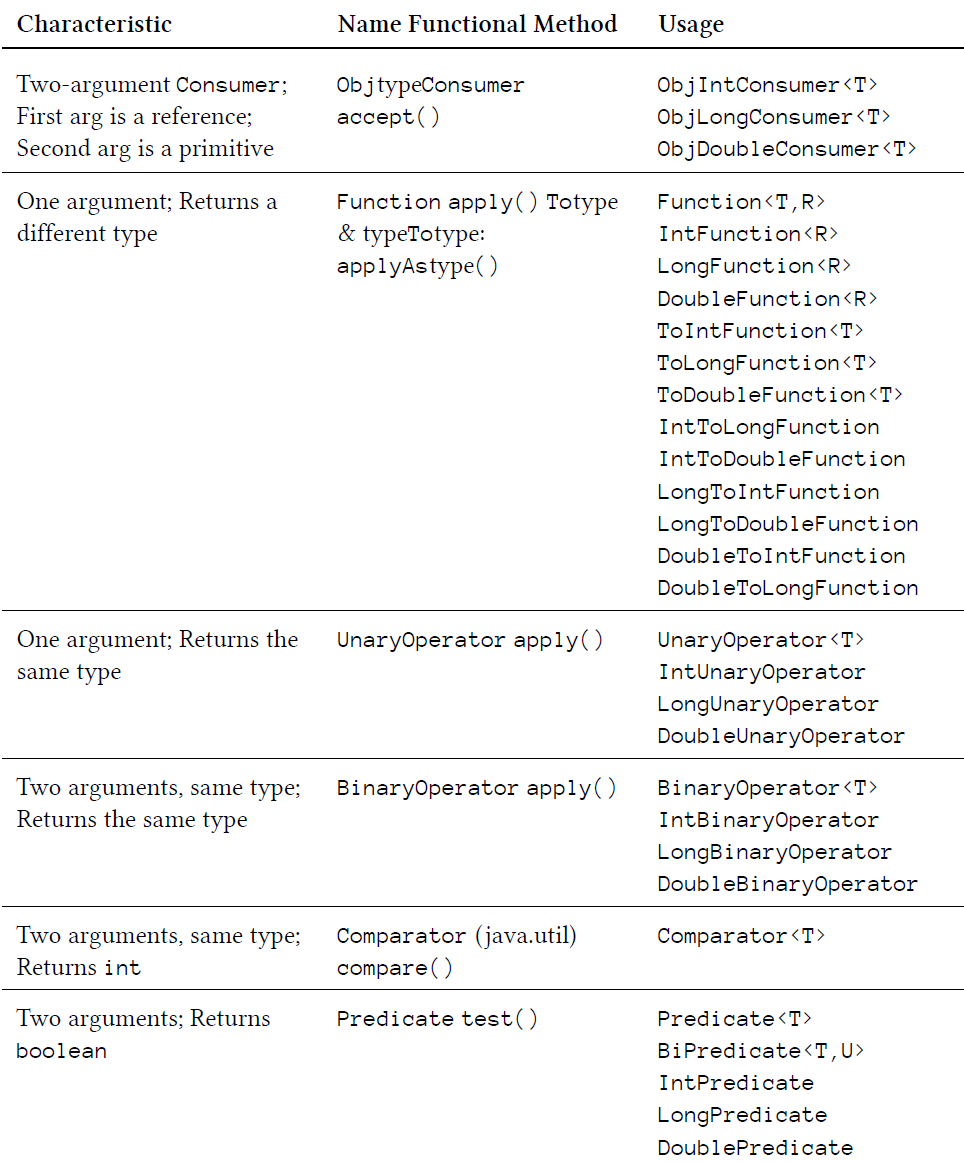 Characteristic Name Functional Method Usage
Two-argument Consumer; ObjtypeConsumer ObjIntConsumer<T>
First arg is a reference; accept() ObjLongConsumer<T>
Second arg is a primitive ObjDoubleConsumer<T>
One argument; Returns a Function apply() Totype Function<T,R>
different type & typeTotype: IntFunction<R>
applyAstype() LongFunction<R>
DoubleFunction<R>
ToIntFunction<T>
ToLongFunction<T>
ToDoubleFunction<T>
IntToLongFunction
IntToDoubleFunction
LongToIntFunction
LongToDoubleFunction
DoubleToIntFunction
DoubleToLongFunction
One argument; Returns the UnaryOperator apply() UnaryOperator<T>
same type IntUnaryOperator
LongUnaryOperator
DoubleUnaryOperator
Two arguments, same type; BinaryOperator apply() BinaryOperator<T>
Returns the same type IntBinaryOperator
LongBinaryOperator
DoubleBinaryOperator
Two arguments, same type; Comparator (java.util) Comparator<T>
Returns int compare()
Two arguments; Returns Predicate test() Predicate<T>
boolean BiPredicate<T,U>
IntPredicate
LongPredicate
DoublePredicate